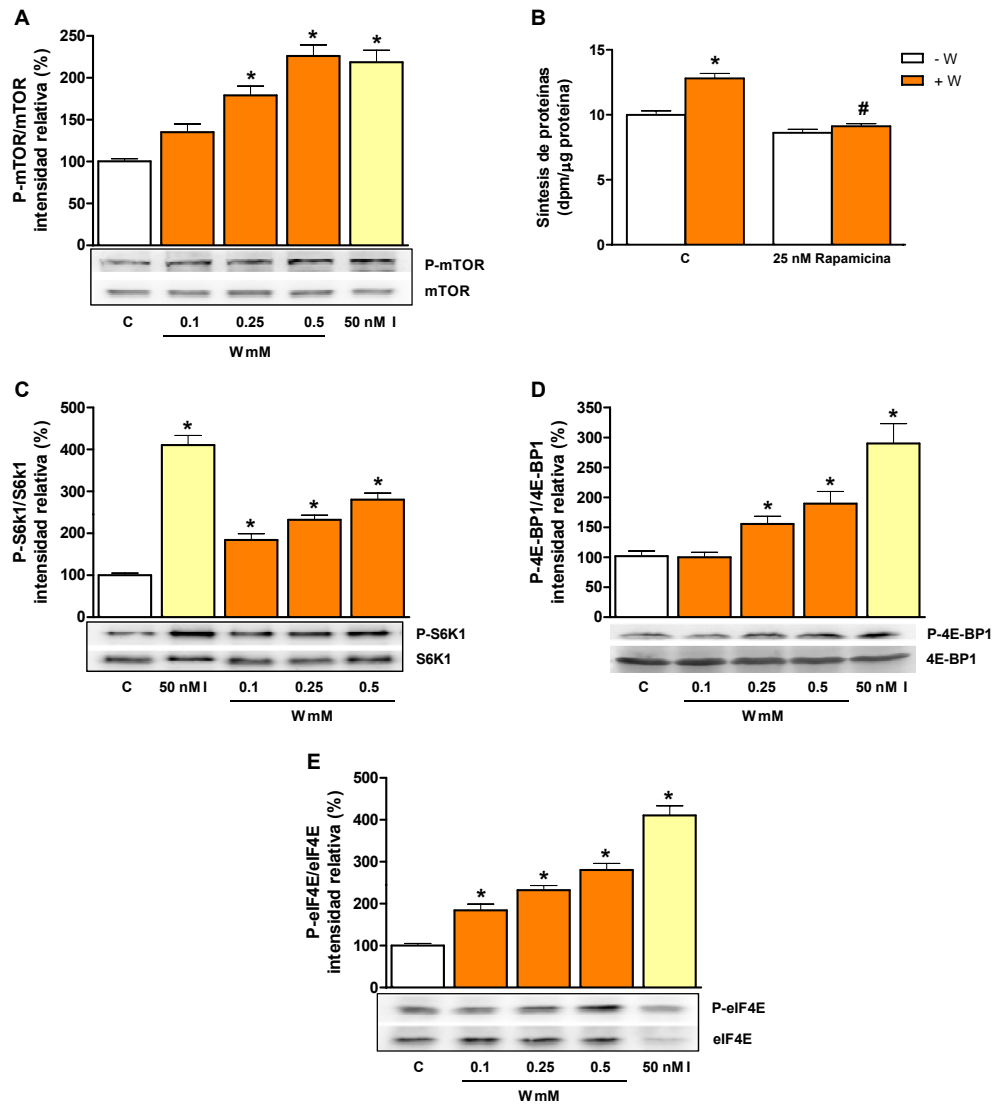 A
P-mTOR/mTOR
intensidad relativa (%)
250
200
150
100
50
0
*
*
*
P-mTOR
mTOR
C
0.1
0.25
0.5
50 nM I
W mM
B
Síntesis de proteínas
(dpm/µg proteína)
15
10
5
0
*
#
- W
+ W
C
25 nM Rapamicina
C
P-S6k1/S6k1
intensidad relativa (%)
500
400
300
200
100
0
*
*
*
*
P-S6K1
S6K1
C
50 nM I
0.1
0.25
0.5
W mM
D
P-4E-BP1/4E-BP1
intensidad relativa (%)
350
300
250
200
150
100
50
0
*
*
*
P-4E-BP1
4E-BP1
C
0.1
0.25
0.5
50 nM I
W mM
E
P-eIF4E/eIF4E
intensidad relativa (%)
500
400
300
200
100
0
*
*
*
*
P-eIF4E
eIF4E
C
0.1
0.25
0.5
50 nM I
W mM